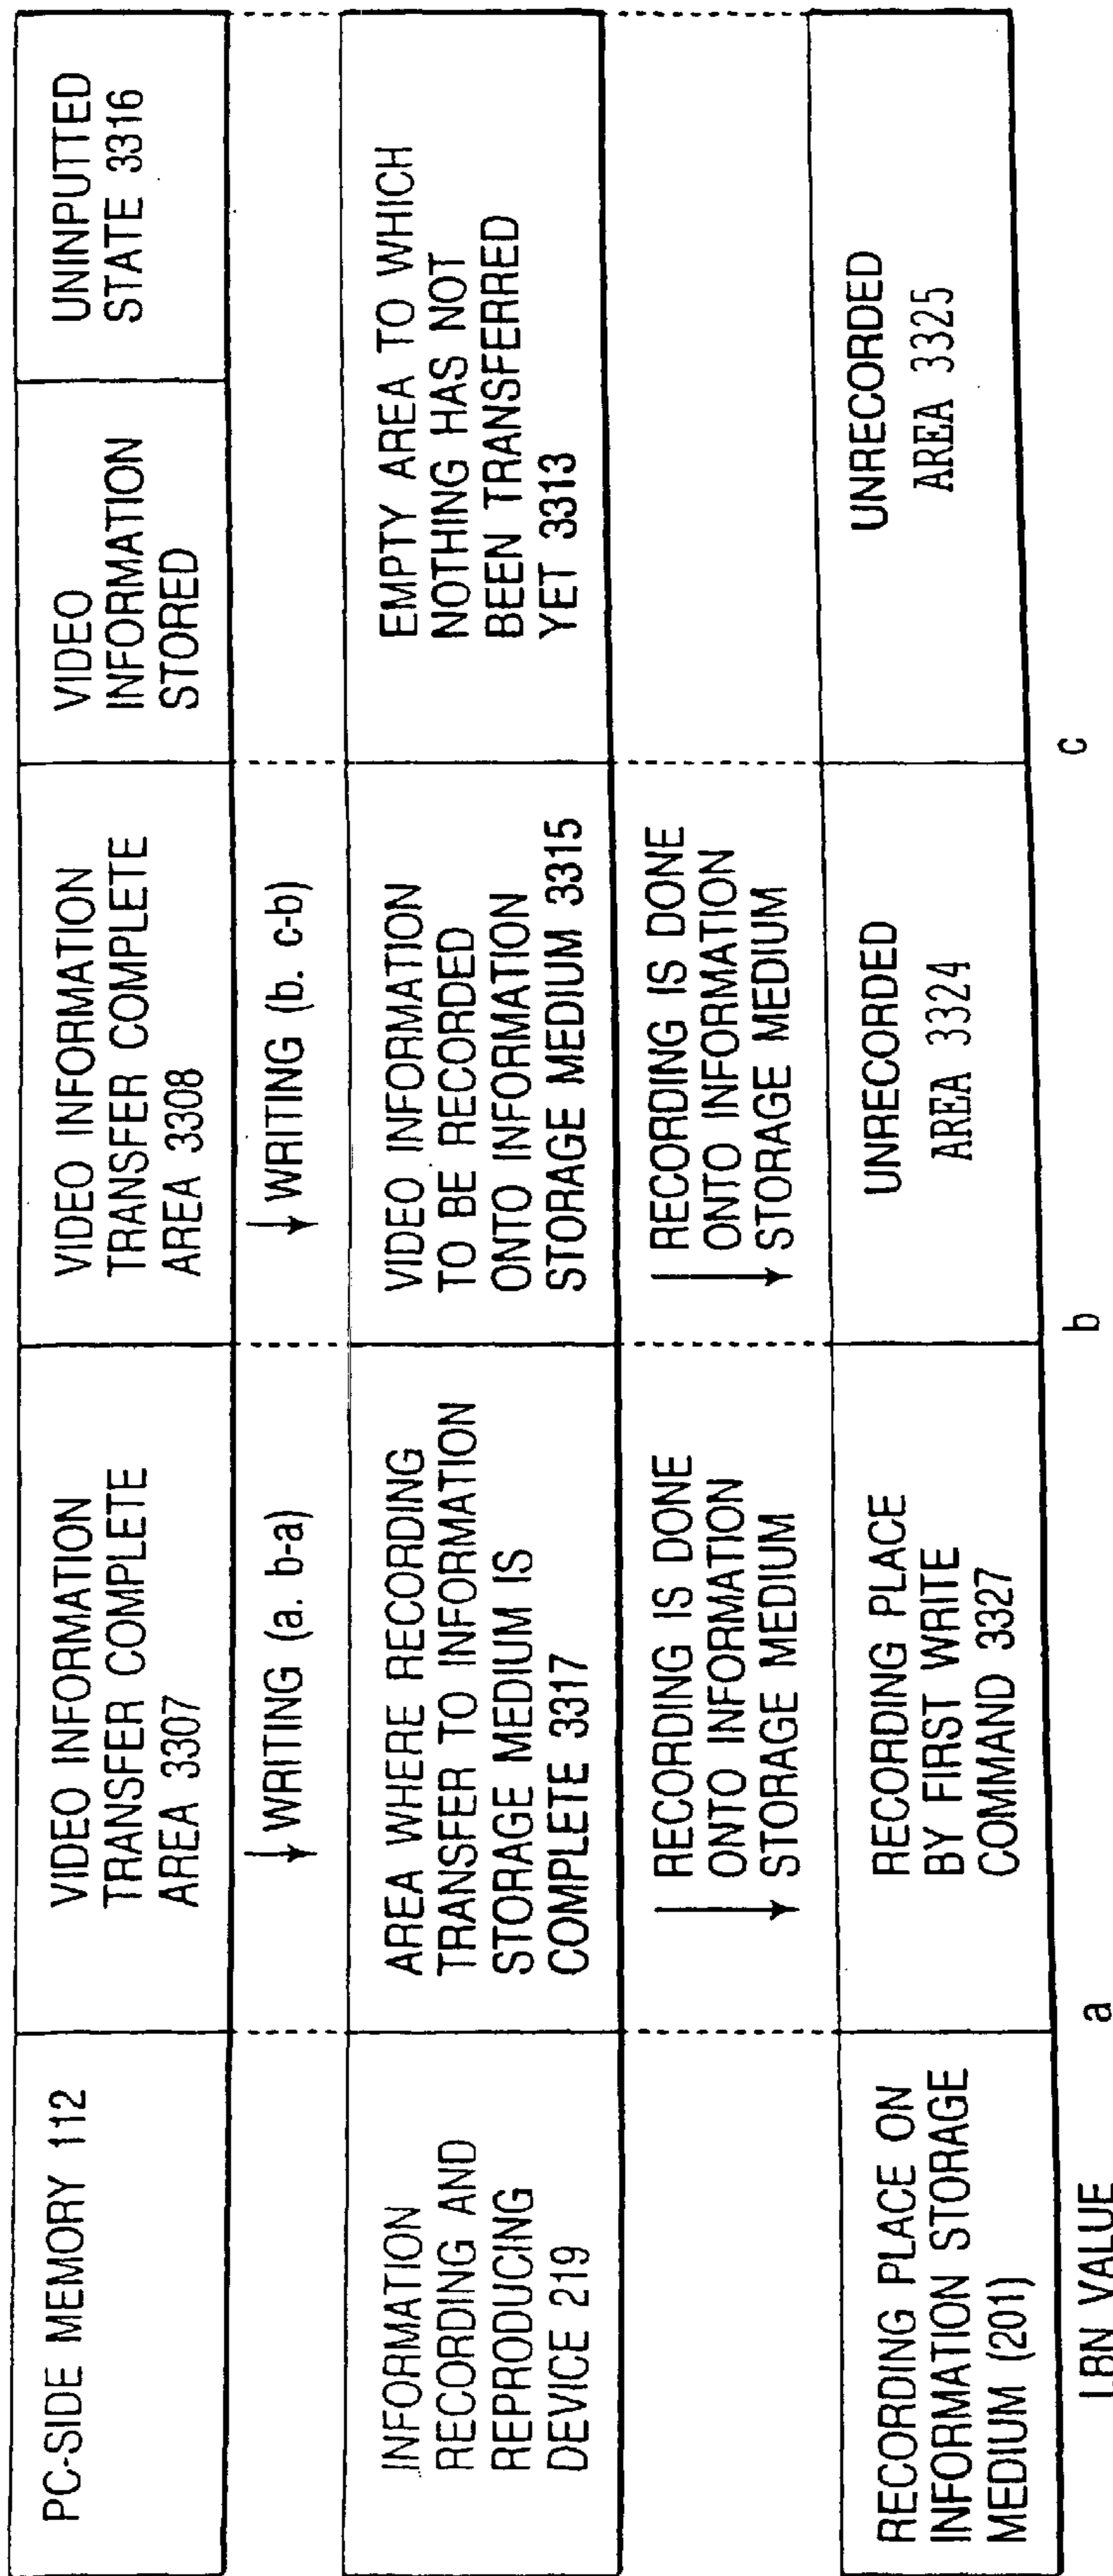 PC-SIDE MEMORY 112
VIDEO INFORMATION
TRANSFER COMPLETE
AREA 3307
VIDEO INFORMATION
TRANSFER COMPLETE
AREA 3308
VIDEO
INFORMATION
STORED
UNINPUTTED
STATE 3316
WRITING (a. b-a)
WRITING (b. c-b)
INFORMATION
RECORDING AND
REPRODUCING
DEVICE 219
AREA WHERE RECORDING
TRANSFER TO INFORMATION
STORAGE MEDIUM IS
COMPLETE 3317
VIDEO INFORMATION
TO BE RECORDED
ONTO INFORMATION
STORAGE MEDIUM 3315
EMPTY AREA TO WHICH
NOTHING HAS NOT
BEEN TRANSFERRED
YET 3313
RECORDING IS DONE
ONTO INFORMATION
STORAGE MEDIUM
RECORDING IS DONE
ONTO INFORMATION
STORAGE MEDIUM
RECORDING PLACE ON
INFORMATION STORAGE
MEDIUM (201)
RECORDING PLACE
BY FIRST WRITE
COMMAND 3327
UNRECORDED
AREA 3324
UNRECORDED
AREA 3325
LBN VALUE
a
b
c